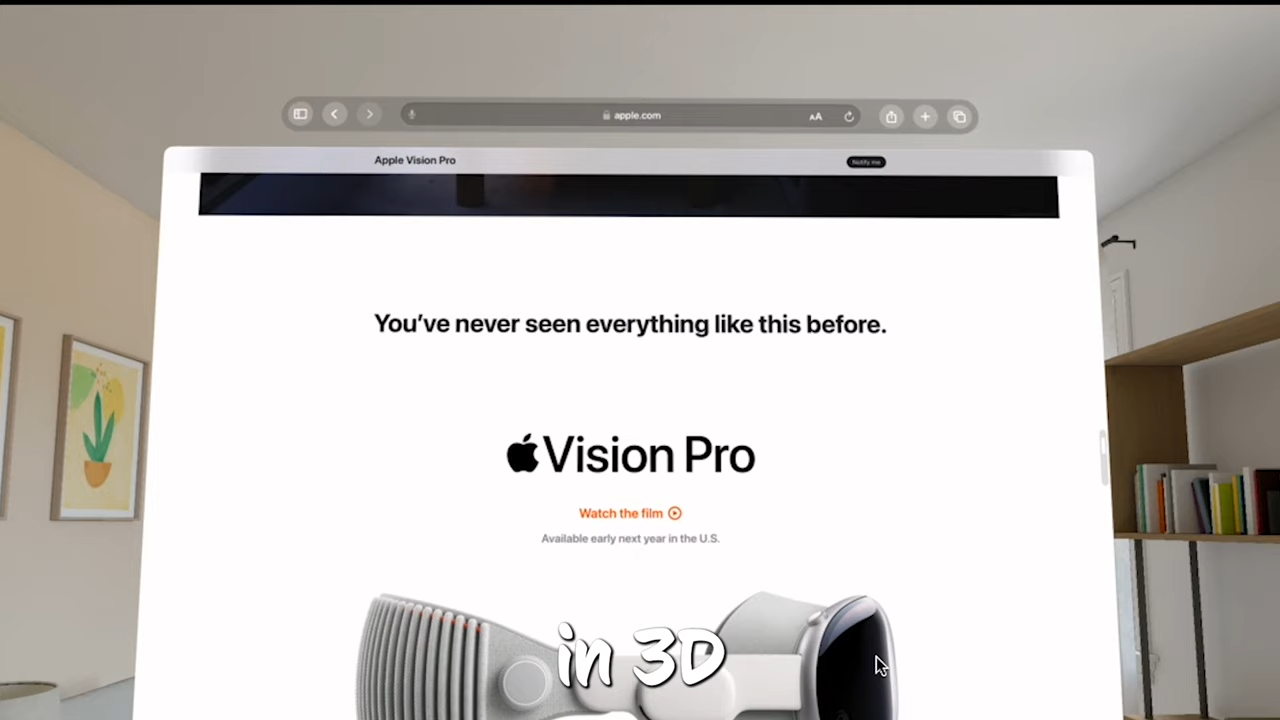 apple.com
AA
Apple Vision Pro
Notify me
You've never seen everything like this before.
Vision Pro
Watch the film
Available early next year in the U.S.
in 3D